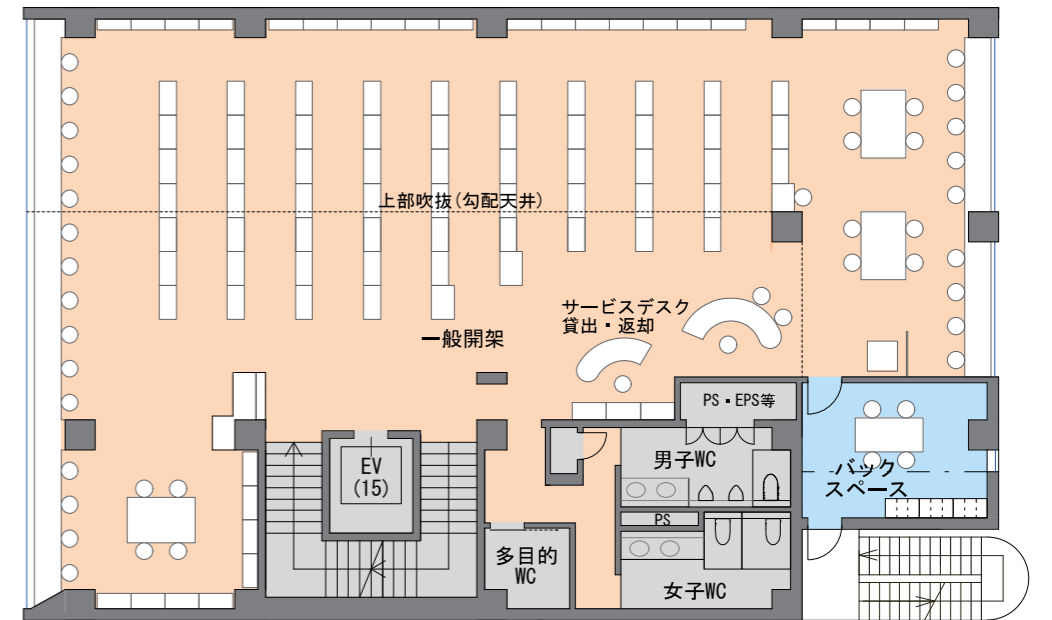 上部吹抜(勾配天井)
サービスデスク
貸出・返却
一般開架
PS・EPS等
男子WC
EV
(15)
バック
スペース
PS
多目的
WC
女子WC